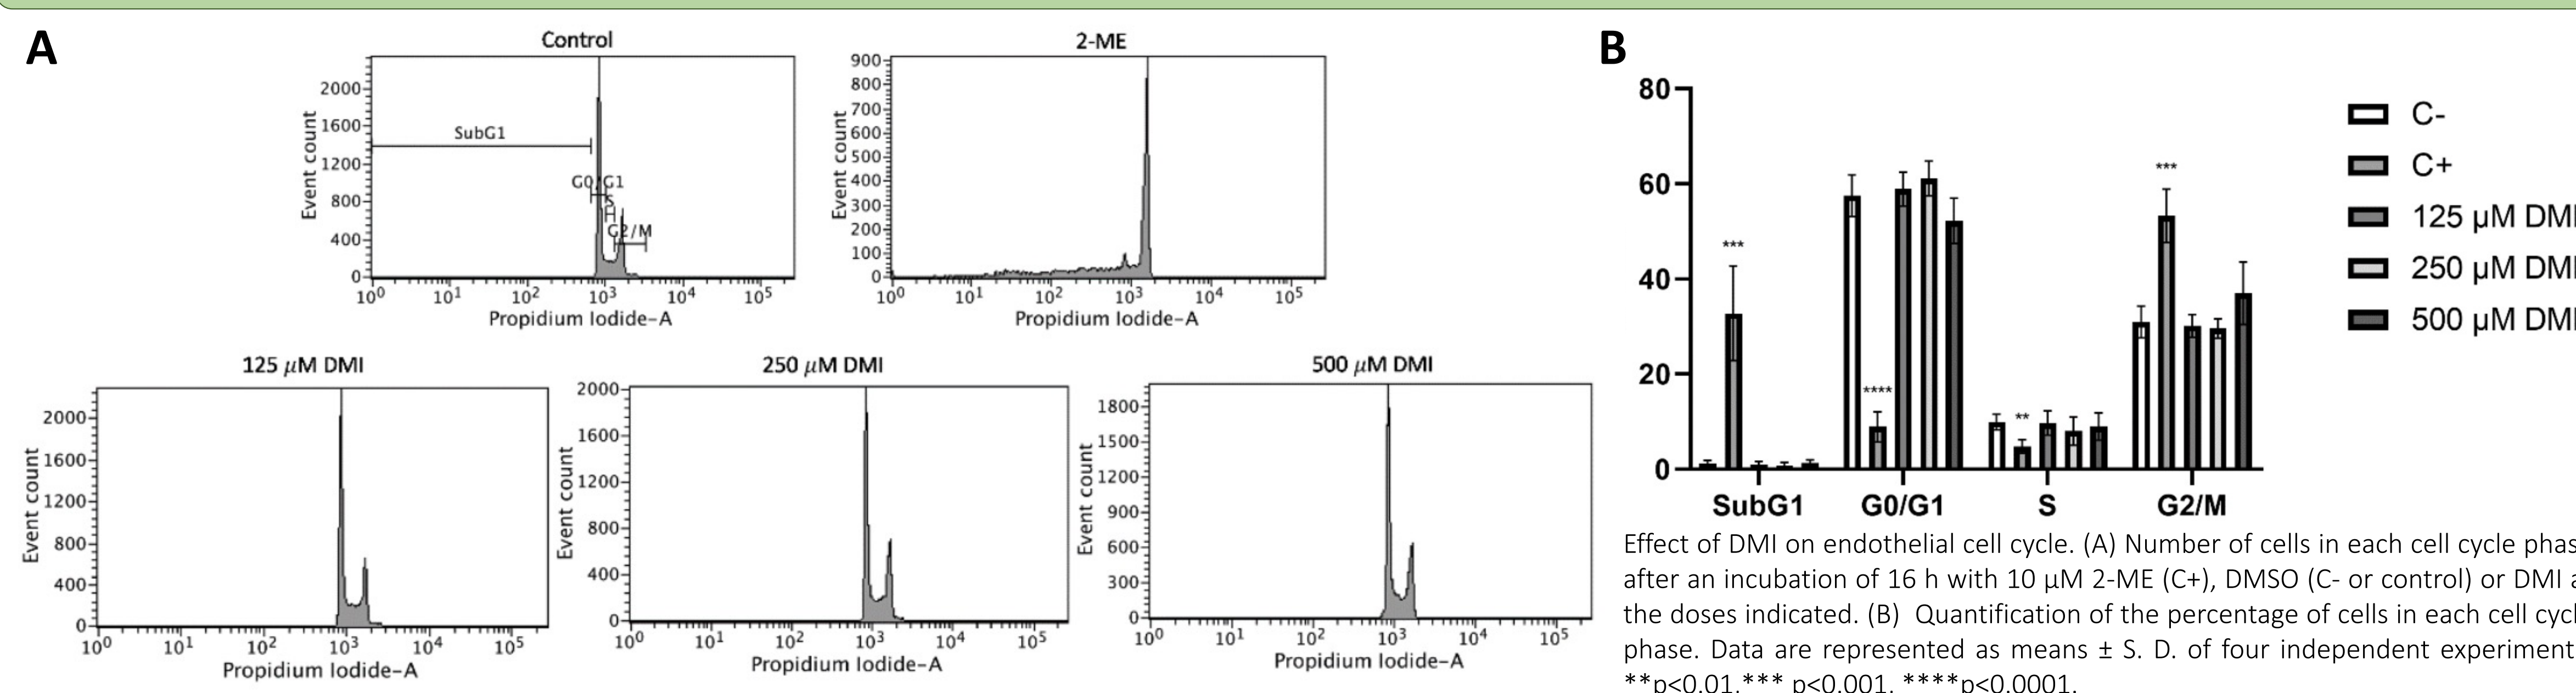 A
Control
Event count
2000
1600
1200
800
400
0
SubG1
G0/G1
S
G2/M
10⁰ 10¹ 10² 10³ 10⁴ 10⁵
Propidium Iodide-A
2-ME
Event count
900
800
700
600
500
400
300
200
100
0
10⁰ 10¹ 10² 10³ 10⁴ 10⁵
Propidium Iodide-A
125 μM DMI
Event count
2000
1600
1200
800
400
0
10⁰ 10¹ 10² 10³ 10⁴ 10⁵
Propidium Iodide-A
250 μM DMI
Event count
2000
1600
1200
800
400
0
10⁰ 10¹ 10² 10³ 10⁴ 10⁵
Propidium Iodide-A
500 μM DMI
Event count
1800
1500
1200
900
600
300
0
10⁰ 10¹ 10² 10³ 10⁴ 10⁵
Propidium Iodide-A
B
80
60
40
20
0
***
****
**
***
SubG1 G0/G1 S G2/M
C-
C+
125 μM DMI
250 μM DMI
500 μM DMI
Effect of DMI on endothelial cell cycle. (A) Number of cells in each cell cycle phas
after an incubation of 16 h with 10 μM 2-ME (C+), DMSO (C- or control) or DMI a
the doses indicated. (B) Quantification of the percentage of cells in each cell cycl
phase. Data are represented as means ± S. D. of four independent experiment
**p<0.01,*** p<0.001, ****p<0.0001.